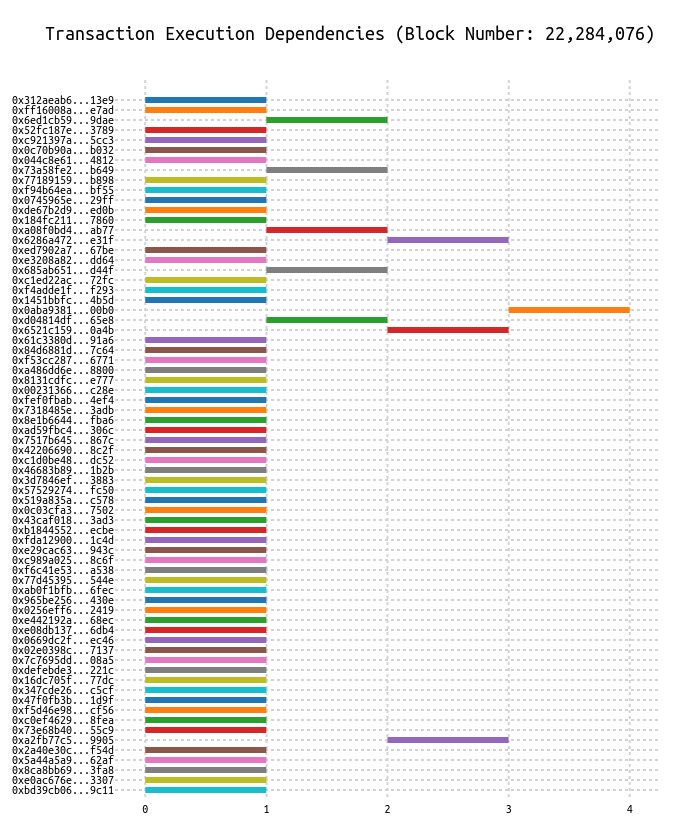 Transaction Execution Dependencies (Block Number: 22,284,076)
0x312aeab6...13e9
0xff16008a...e7ad
0x6ed1cb59...9dae
0x52fc187e...3789
0xc921397a...5cc3
0x0c70b90a...b032
0x044c8e61...4812
0x73a58fe2...b649
0x77189159...b898
0xf94b64ea...bf55
0x0745965e...29ff
0xde67b2d9...ed0b
0x184fc211...7860
0xa08f0bd4...ab77
0x6286a472...e31f
0xed7902a7...67be
0xe3208a82...dd64
0x685ab651...d44f
0xc1ed22ac...72fc
0xf4adde1f...f293
0x1451bbfc...4b5d
0x0aba9381...00b0
0xd04814df...65e8
0x6521c159...0a4b
0x61c3380d...91a6
0x84d6881d...7c64
0xf53cc287...6771
0xa486dd6e...8800
0x8131cdfc...e777
0x00231366...c28e
0xfef0fbab...4ef4
0x7318485e...3adb
0x8e1b6644...fba6
0xad59fbc4...306c
0x7517b645...867c
0x42206690...8c2f
0xc1d0be48...dc52
0x46683b89...1b2b
0x3d7846ef...3883
0x57529274...fc50
0x519a835a...c578
0x0c03cfa3...7502
0x43caf018...3ad3
0xb1844552...ecbe
0xfda12900...1c4d
0xe29cac63...943c
0xc989a025...8c6f
0xf6c41e53...a538
0x77d45395...544e
0xab0f1bfb...6fec
0x965be256...430e
0x0256eff6...2419
0xe442192a...68ec
0xe08db137...6db4
0x0669dc2f...ec46
0x02e0398c...7137
0x7c7695dd...08a5
0xdefebde3...221c
0x16dc705f...77dc
0x347cde26...c5cf
0x47f0fb3b...1d9f
0xf5d46e98...cf56
0xc0ef4629...8fea
0x73e68b40...55c9
0xa2fb77c5...9905
0x2a40e30c...f54d
0x5a44a5a9...62af
0x8ca8bb69...3fa8
0xe0ac676e...3307
0xbd39cb06...9c11
0 1 2 3 4